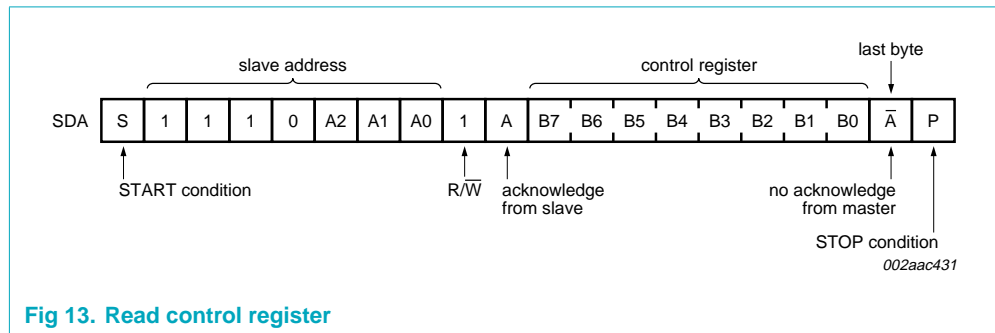 last byte
slave address
control register
SDA S 1 1 1 0 A2 A1 A0 1 A B7 B6 B5 B4 B3 B2 B1 B0 A̅ P
START condition
R/W̅
acknowledge
from slave
no acknowledge
from master
STOP condition
002aac431
Fig 13. Read control register